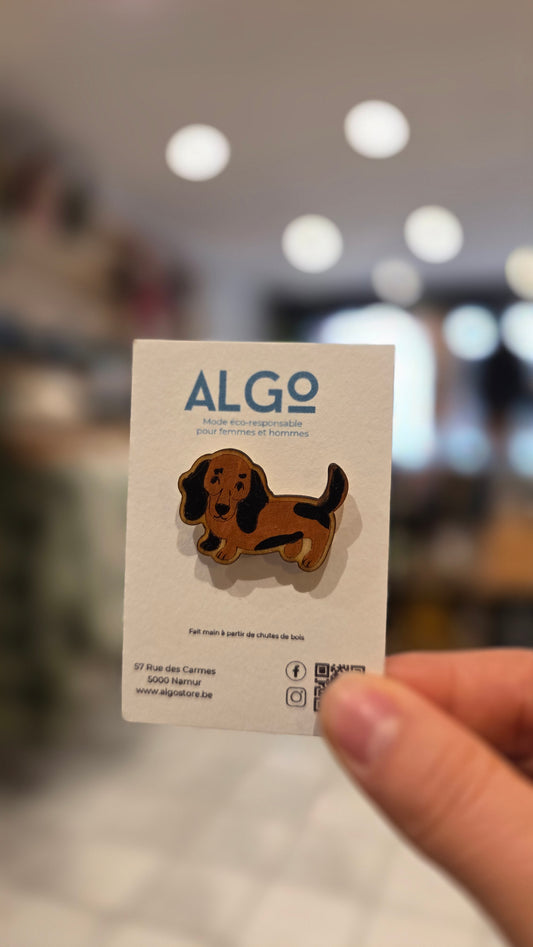 ALGO
Mode éco-responsable
pour femmes et hommes
Fait main à partir de chutes de bois
57 Rue des Carmes
5000 Namur
www.algostore.be